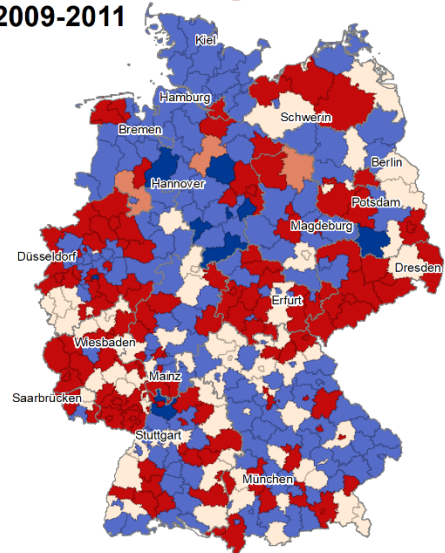 2009-2011
Kiel
Hamburg
Schwerin
Bremen
Berlin
Hannover
Potsdam
Magdeburg
Düsseldorf
Dresden
Erfurt
Wiesbaden
Mainz
Saarbrücken
Stuttgart
München